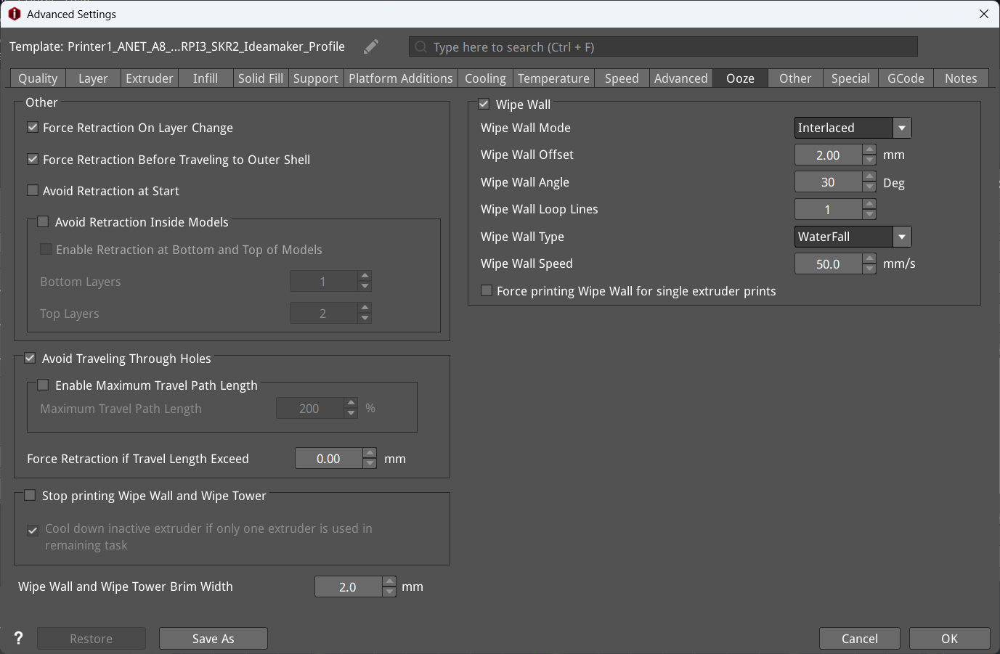 Advanced Settings
Template: Printer1_ANET_A8_...RPI3_SKR2_Ideamaker_Profile
Type here to search (Ctrl + F)
Quality Layer Extruder Infill Solid Fill Support Platform Additions Cooling Temperature Speed Advanced Ooze Other Special GCode Notes
Other
Force Retraction On Layer Change
Force Retraction Before Traveling to Outer Shell
Avoid Retraction at Start
Avoid Retraction Inside Models
Enable Retraction at Bottom and Top of Models
Bottom Layers 1
Top Layers 2
Avoid Traveling Through Holes
Enable Maximum Travel Path Length
Maximum Travel Path Length 200 %
Force Retraction if Travel Length Exceed 0.00 mm
Stop printing Wipe Wall and Wipe Tower
Cool down inactive extruder if only one extruder is used in
remaining task
Wipe Wall and Wipe Tower Brim Width 2.0 mm
Wipe Wall
Wipe Wall Mode Interlaced
Wipe Wall Offset 2.00 mm
Wipe Wall Angle 30 Deg
Wipe Wall Loop Lines 1
Wipe Wall Type WaterFall
Wipe Wall Speed 50.0 mm/s
Force printing Wipe Wall for single extruder prints
? Restore Save As Cancel OK